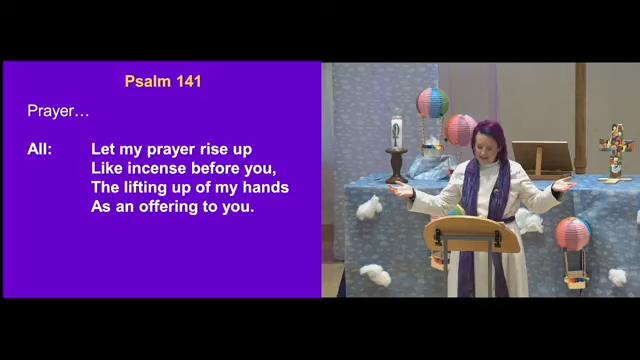 Psalm 141
Prayer…
All: Let my prayer rise up
Like incense before you,
The lifting up of my hands
As an offering to you.